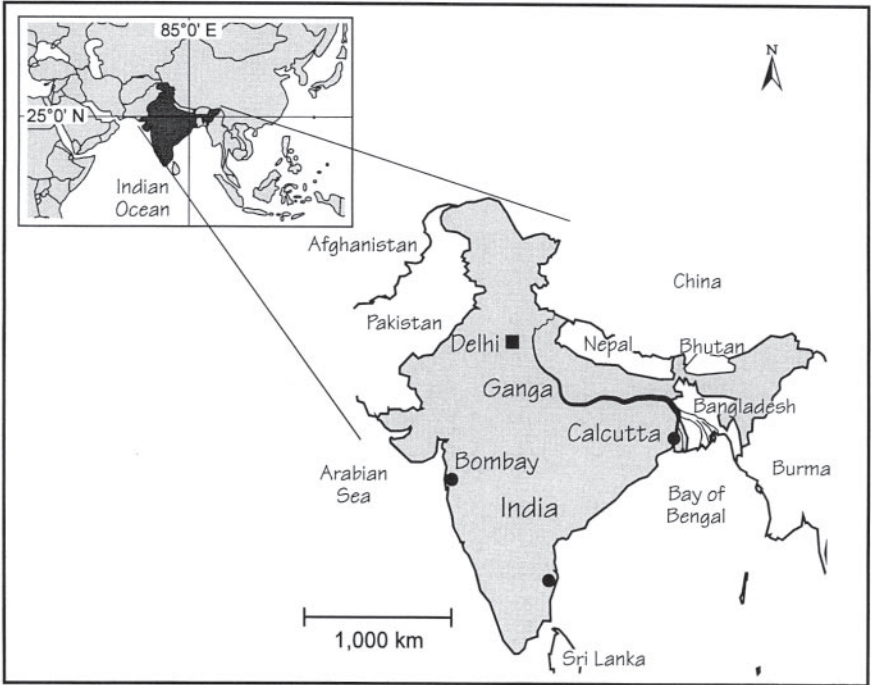 85°0' E
25°0' N
Indian
Ocean
N
Afghanistan
China
Pakistan
Delhi
Nepal
Bhutan
Ganga
Bangladesh
Calcutta
Bombay
Arabian
Sea
Burma
India
Bay of
Bengal
1,000 km
Sri Lanka